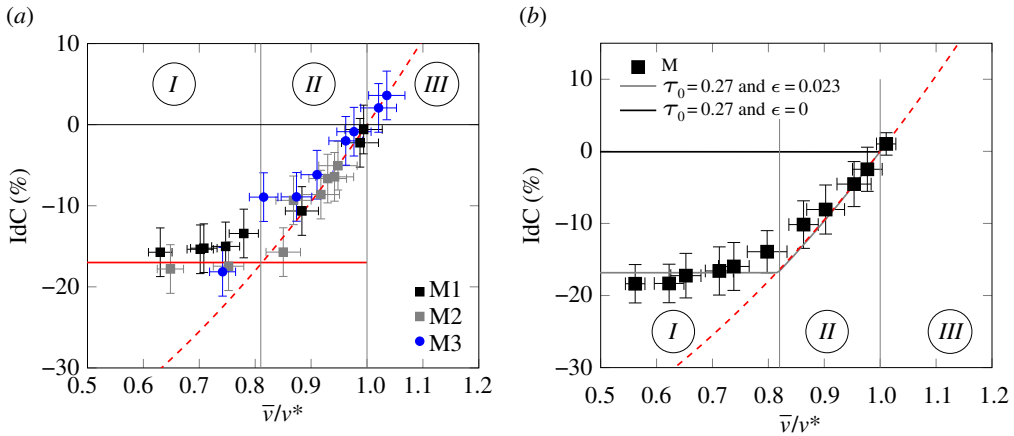 (a)
10
0
−10
−20
−30
IdC (%)
I
II
III
M1
M2
M3
0.5 0.6 0.7 0.8 0.9 1.0 1.1 1.2
v̅/v*
(b)
10
0
−10
−20
−30
IdC (%)
M
τ₀ = 0.27 and ϵ = 0.023
τ₀ = 0.27 and ϵ = 0
I
II
III
0.5 0.6 0.7 0.8 0.9 1.0 1.1 1.2
v̅/v*